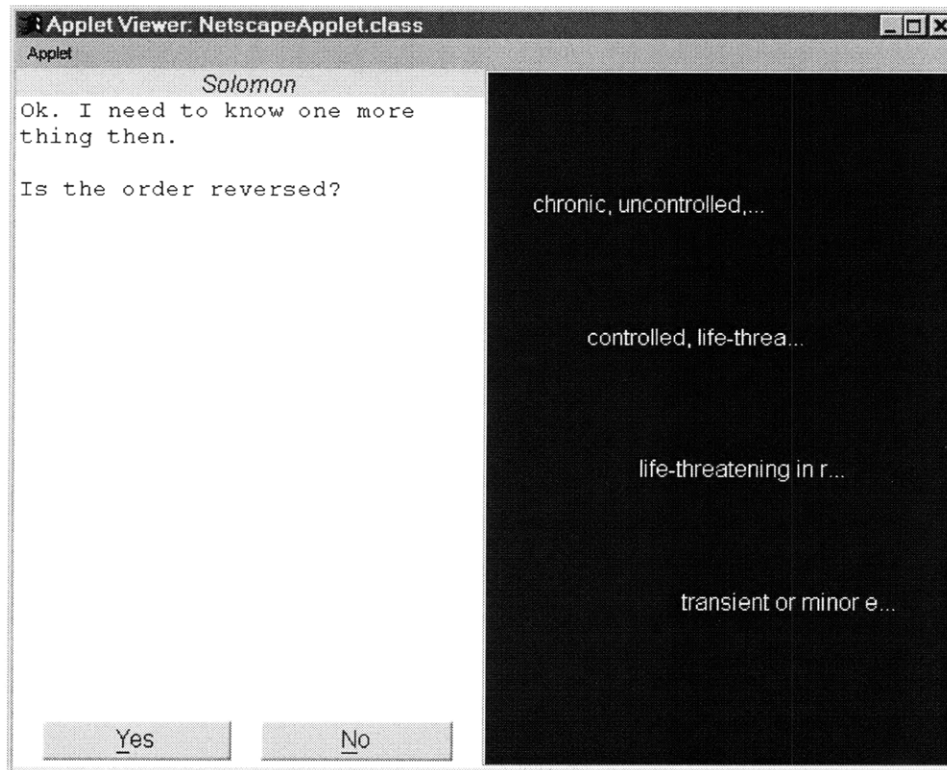 Applet Viewer: NetscapeApplet.class
Applet
Solomon
Ok. I need to know one more
thing then.
Is the order reversed?
Yes
No
chronic, uncontrolled,...
controlled, life-threa...
life-threatening in r...
transient or minor e...